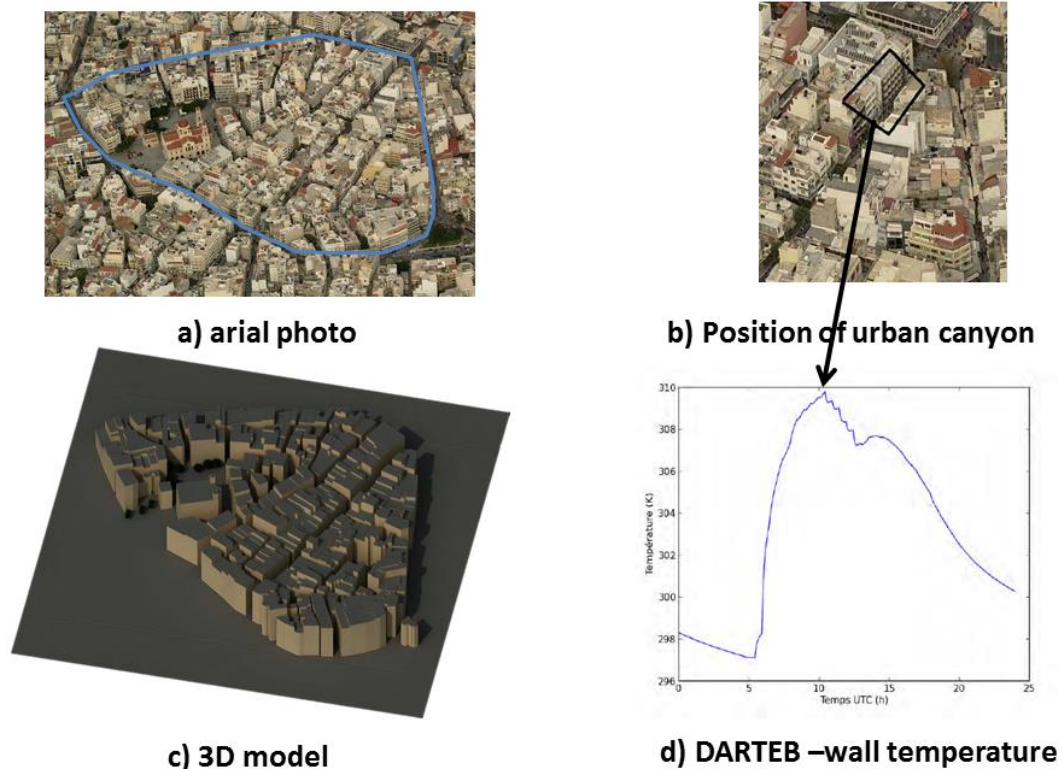 a) arial photo
b) Position of urban canyon
310
308
306
304
302
300
298
296
Température (K)
0 5 10 15 20 25
Temps UTC (h)
c) 3D model
d) DARTEB –wall temperature